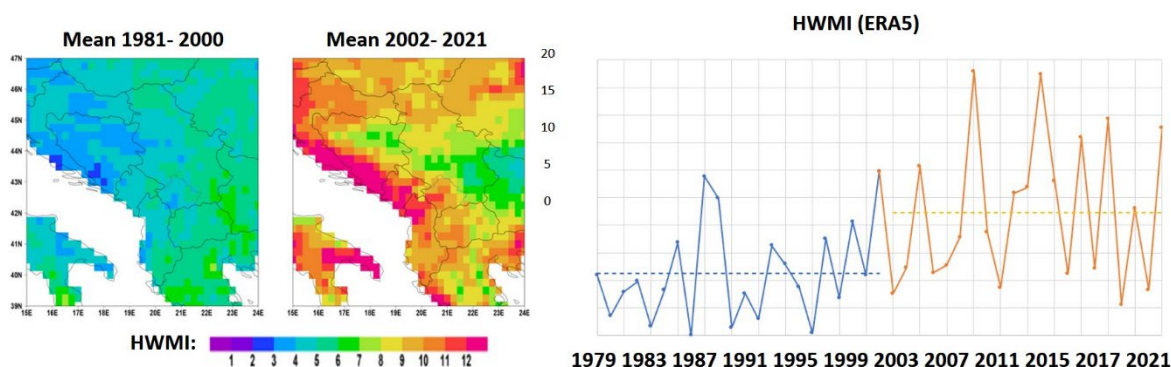 HWMI (ERA5)
Mean 1981- 2000
Mean 2002- 2021
47N
46N
45N
44N
43N
42N
41N
40N
39N
15E 16E 17E 18E 19E 20E 21E 22E 23E 24E
15E 16E 17E 18E 19E 20E 21E 22E 23E 24E
20
15
10
5
0
HWMI:
1 2 3 4 5 6 7 8 9 10 11 12
1979 1983 1987 1991 1995 1999 2003 2007 2011 2015 2017 2021